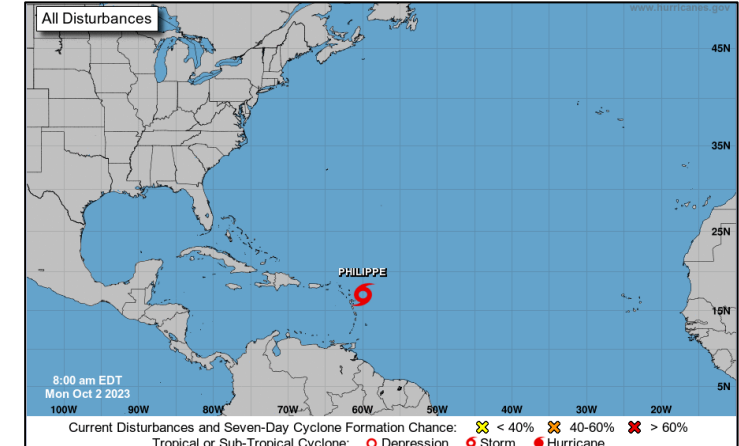 All Disturbances
www.hurricanes.gov
45N
35N
25N
PHILIPPE
15N
8:00 am EDT
Mon Oct 2 2023
5N
100W 90W 80W 70W 60W 50W 40W 30W 20W
Current Disturbances and Seven-Day Cyclone Formation Chance: < 40% 40-60% > 60%
Tropical or Sub-Tropical Cyclone: Depression Storm Hurricane